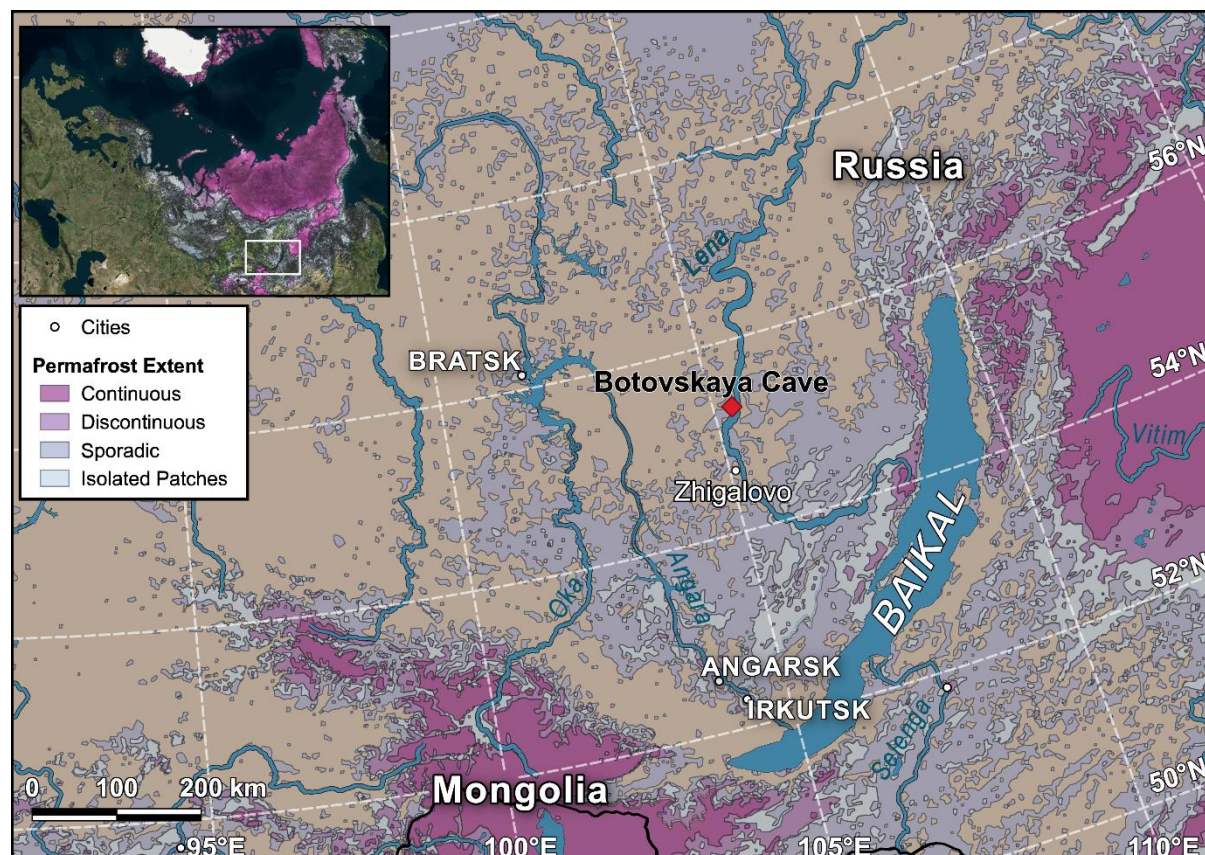 Russia
56°N
Lena
BRATSK
Botovskaya Cave
54°N
Cities
Permafrost Extent
Continuous
Discontinuous
Sporadic
Isolated Patches
Vitim
Zhigalovo
Oka
Angara
BAIKAL
52°N
ANGARSK
IRKUTSK
Selenda
50°N
Mongolia
0 100 200 km
95°E
100°E
105°E
110°E